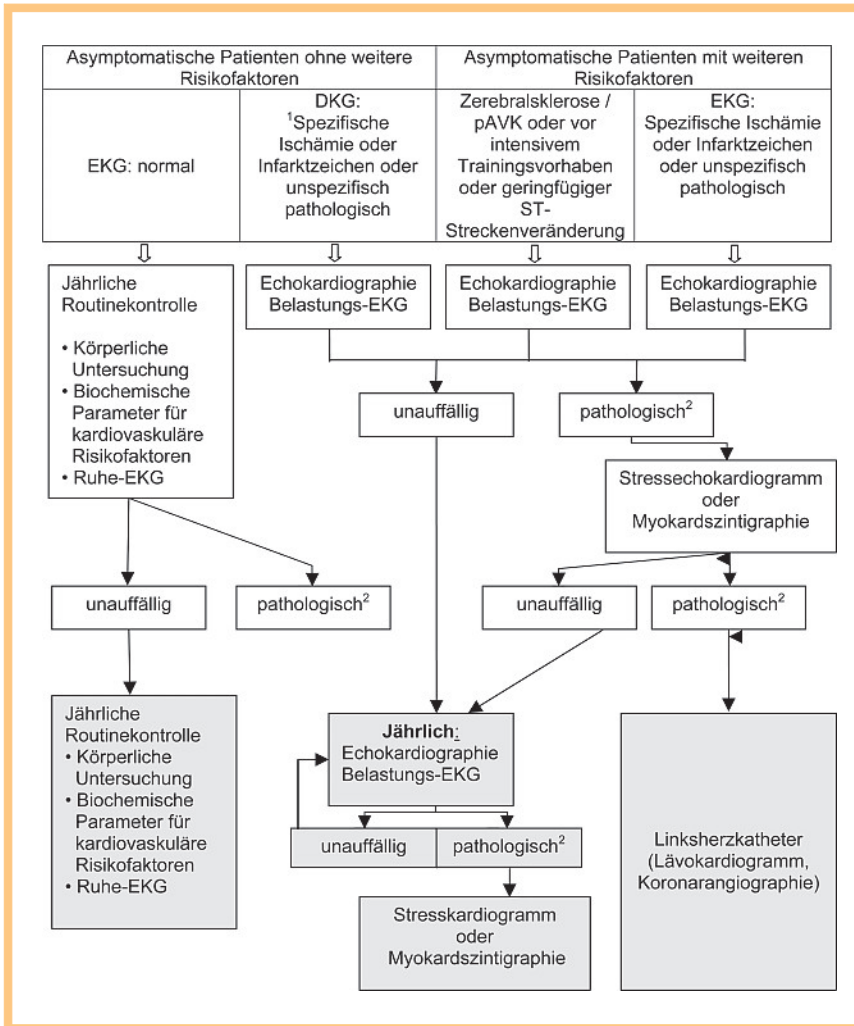 Asymptomatische Patienten ohne weitere
Risikofaktoren
Asymptomatische Patienten mit weiteren
Risikofaktoren
EKG: normal
DKG:
¹Spezifische
Ischämie oder
Infarktzeichen oder
unspezifisch
pathologisch
Zerebralsklerose /
pAVK oder vor
intensivem
Trainingsvorhaben
oder geringfügiger
ST-
Streckenveränderung
EKG:
Spezifische Ischämie
oder Infarktzeichen
oder unspezifisch
pathologisch
Jährliche
Routinekontrolle
• Körperliche
Untersuchung
• Biochemische
Parameter für
kardiovaskuläre
Risikofaktoren
• Ruhe-EKG
Echokardiographie
Belastungs-EKG
Echokardiographie
Belastungs-EKG
Echokardiographie
Belastungs-EKG
unauffällig
pathologisch²
Stressechokardiogramm
oder
Myokardszintigraphie
unauffällig
pathologisch²
unauffällig
pathologisch²
Jährliche
Routinekontrolle
• Körperliche
Untersuchung
• Biochemische
Parameter für
kardiovaskuläre
Risikofaktoren
• Ruhe-EKG
Jährlich:
Echokardiographie
Belastungs-EKG
unauffällig
pathologisch²
Stresskardiogramm
oder
Myokardszintigraphie
Linksherzkatheter
(Lävokardiogramm,
Koronarangiographie)